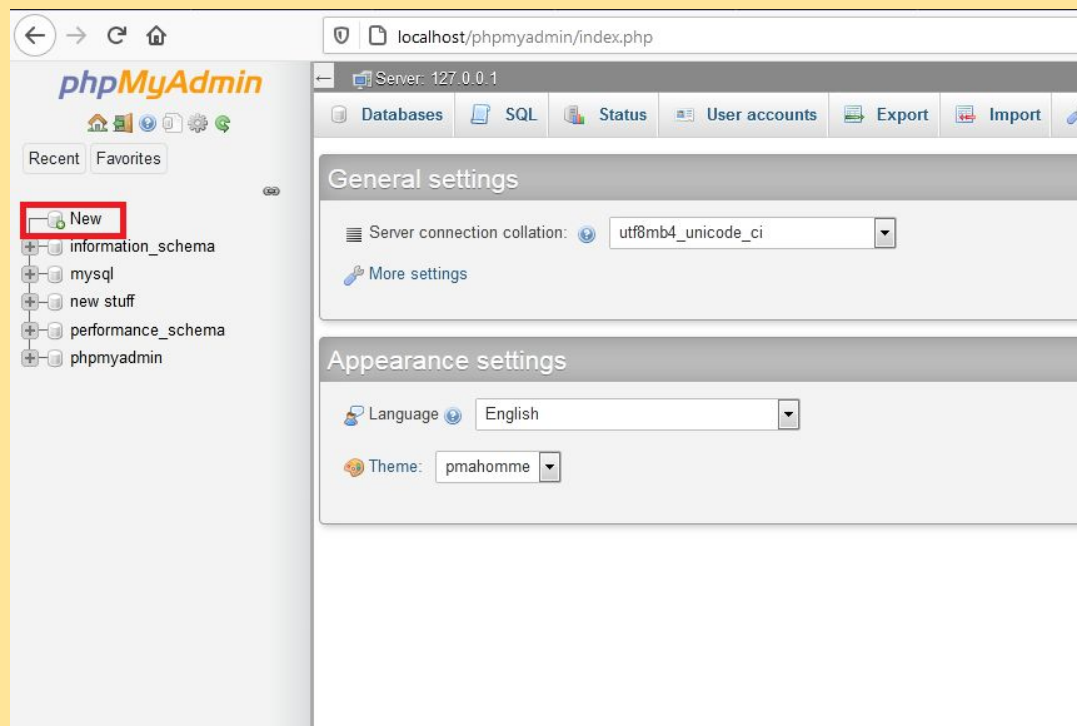 localhost/phpmyadmin/index.php
phpMyAdmin
Recent Favorites
New
information_schema
mysql
new stuff
performance_schema
phpmyadmin
Server: 127.0.0.1
Databases SQL Status User accounts Export Import
General settings
Server connection collation: utf8mb4_unicode_ci
More settings
Appearance settings
Language English
Theme: pmahomme